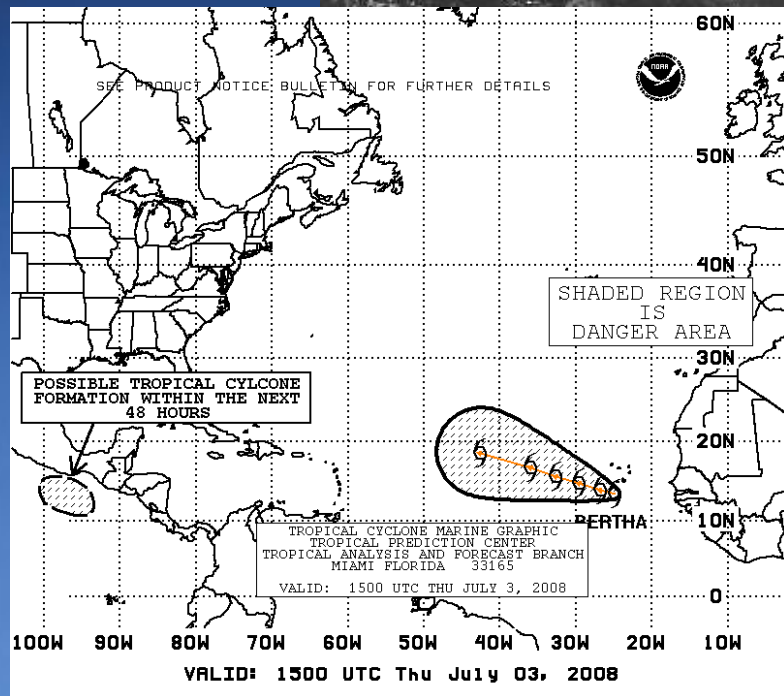 60N
NOAA
SEE PRODUCT NOTICE BULLETIN FOR FURTHER DETAILS
50N
40N
SHADED REGION
IS
DANGER AREA
30N
POSSIBLE TROPICAL CYLCONE
FORMATION WITHIN THE NEXT
48 HOURS
20N
10N
BERTHA
TROPICAL CYCLONE MARINE GRAPHIC
TROPICAL PREDICTION CENTER
TROPICAL ANALYSIS AND FORECAST BRANCH
MIAMI FLORIDA 33165
VALID: 1500 UTC THU JULY 3, 2008
0
100W 90W 80W 70W 60W 50W 40W 30W 20W 10W
VALID: 1500 UTC Thu July 03, 2008